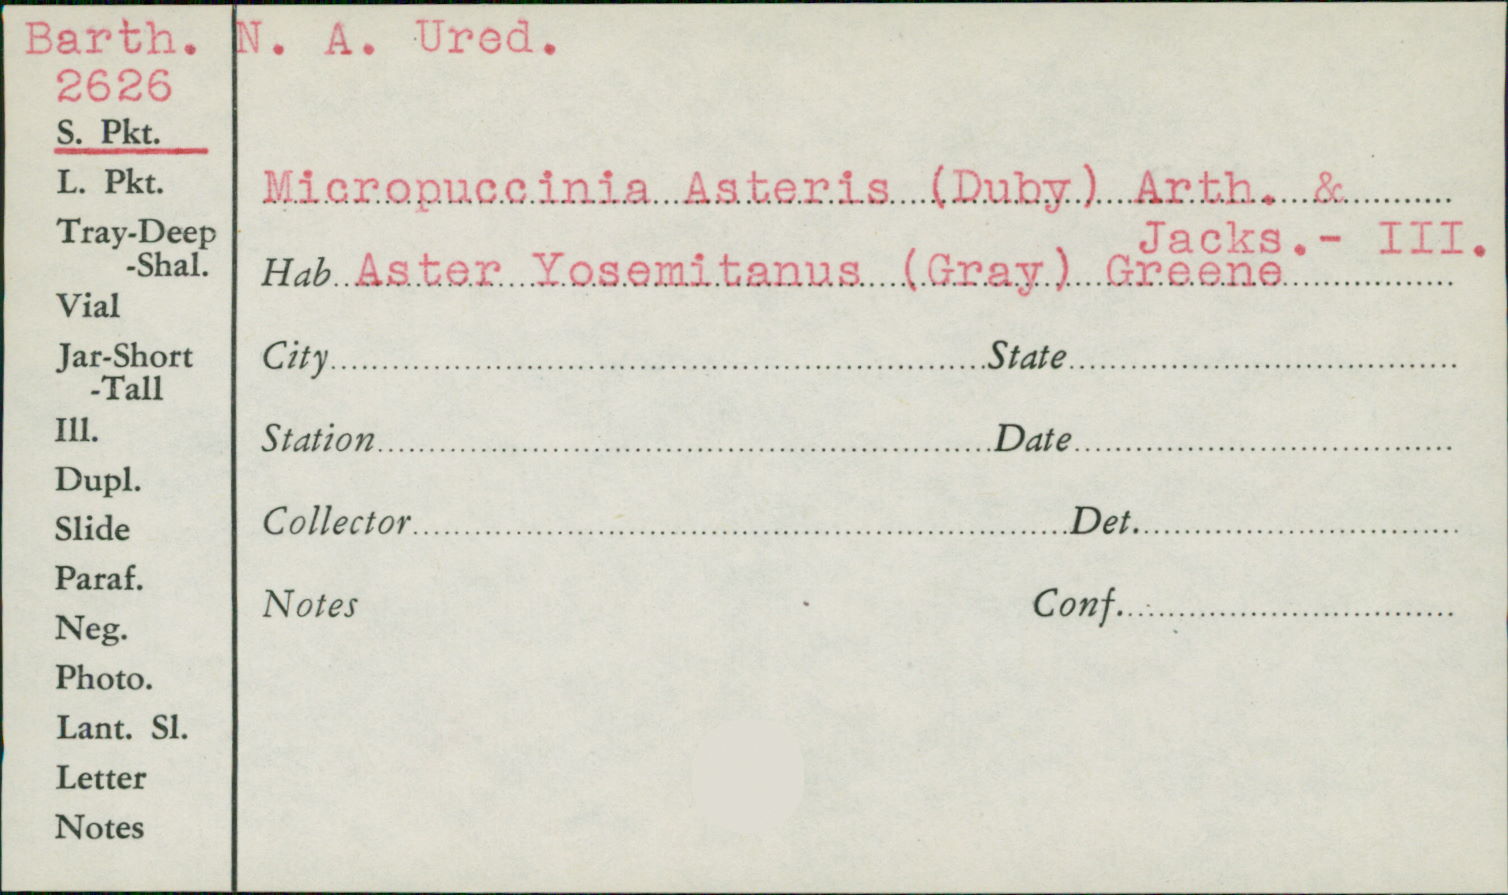 Barth. N. A. Ured.
2626
S. Pkt.
L. Pkt.
Tray-Deep
-Shal.
Vial
Jar-Short
-Tall
Ill.
Dupl.
Slide
Paraf.
Neg.
Photo.
Lant. Sl.
Letter
Notes
Micropuccinia Asteris (Duby) Arth. &
Jacks.- III.
Hab Aster Yosemitanus (Gray) Greene
City State
Station Date
Collector Det.
Notes Conf.